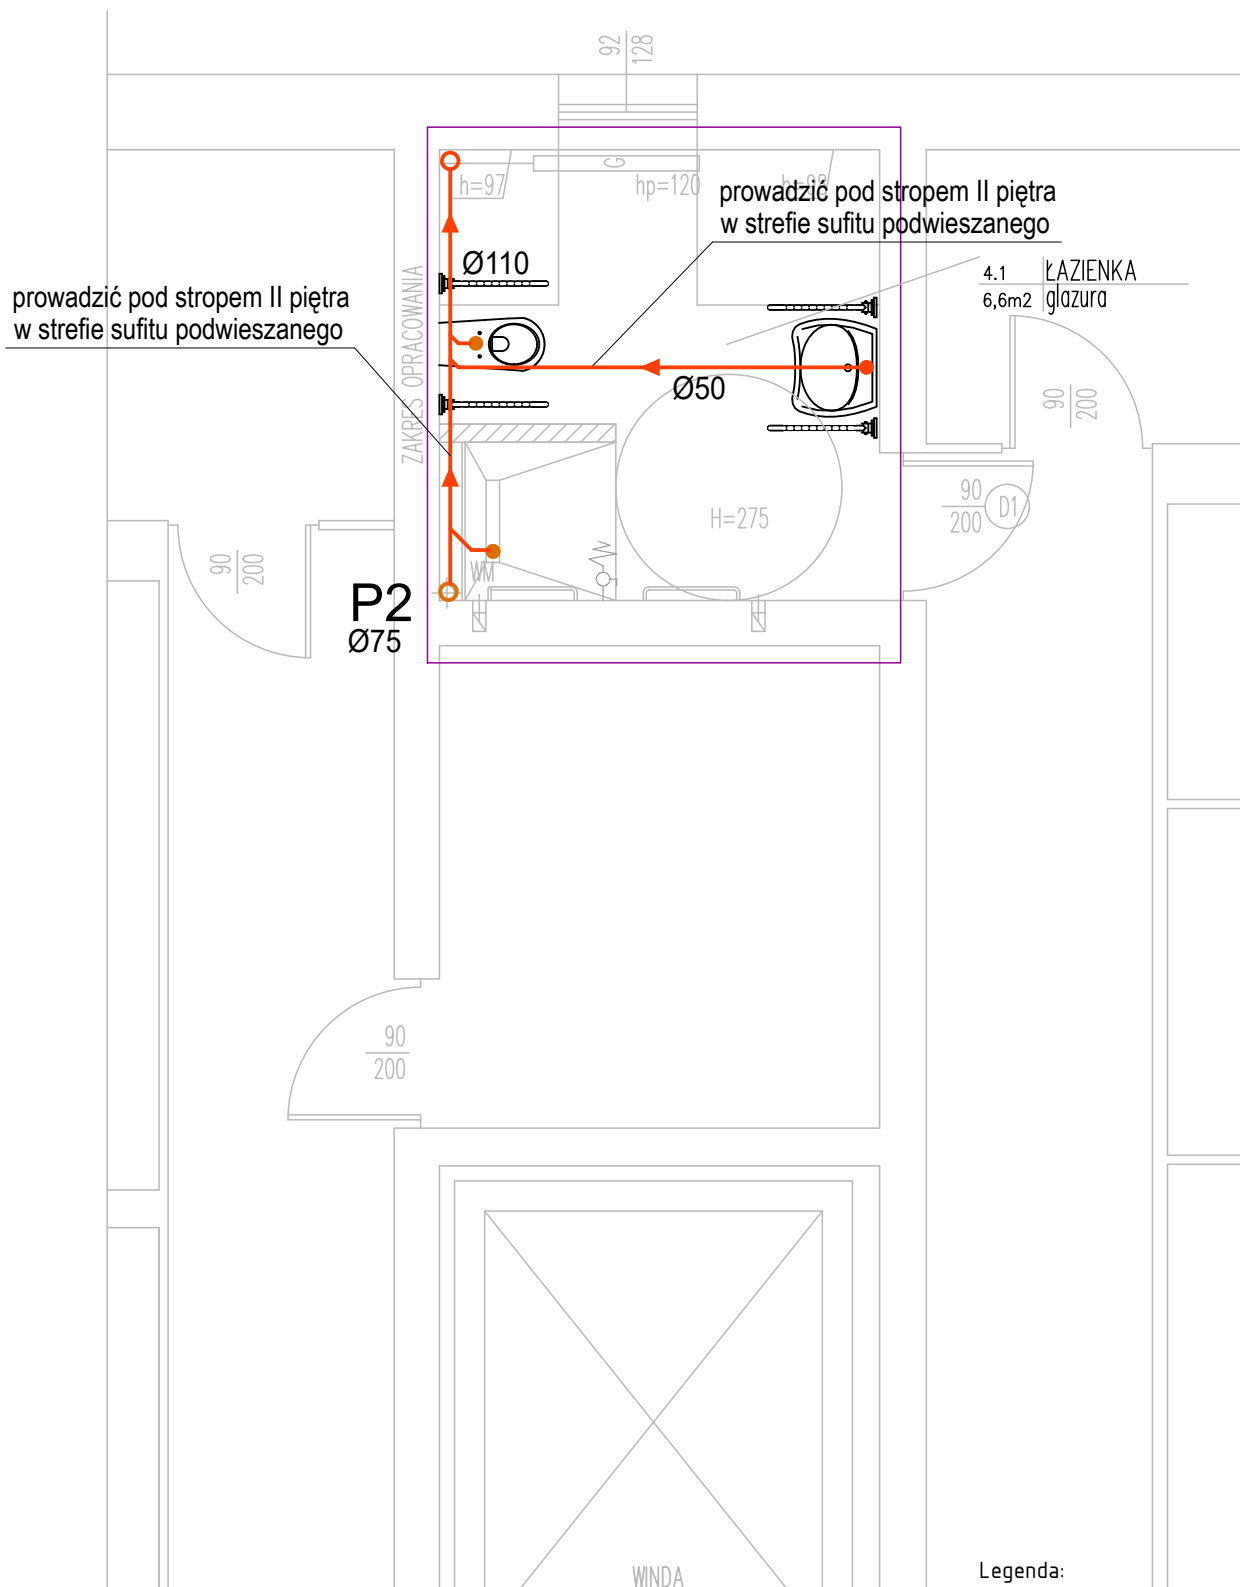 92
128
G
h=97
hp=120
h=98
prowadzić pod stropem II piętra
w strefie sufitu podwieszanego
4.1 ŁAZIENKA
6,6m2 glazura
Ø110
prowadzić pod stropem II piętra
w strefie sufitu podwieszanego
ZAKRES OPRACOWANIA
Ø50
90
200
H=275
90
200
D1
90
200
WM
P2
Ø75
90
200
WINDA
Legenda: